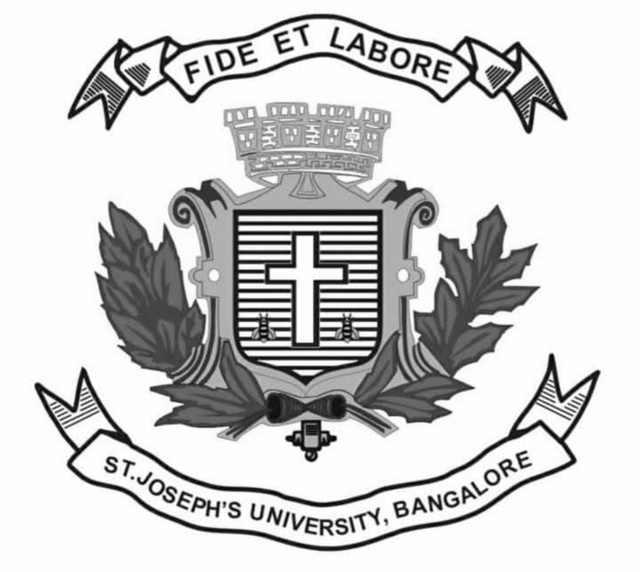 FIDE ET LABORE
ST.JOSEPH'S UNIVERSITY, BANGALORE